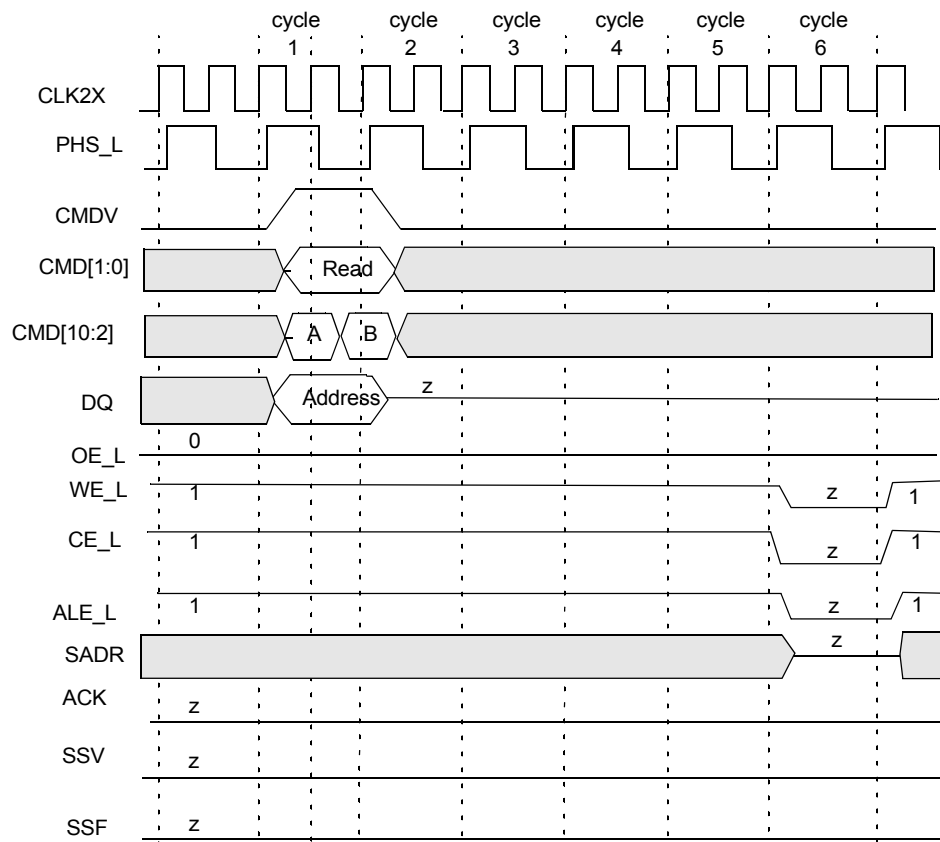 cycle cycle cycle cycle cycle cycle
1 2 3 4 5 6
CLK2X
PHS_L
CMDV
CMD[1:0] Read
CMD[10:2] A B
DQ Address z
OE_L 0
WE_L 1 z 1
CE_L 1 z 1
ALE_L 1 z 1
SADR z
ACK z
SSV z
SSF z